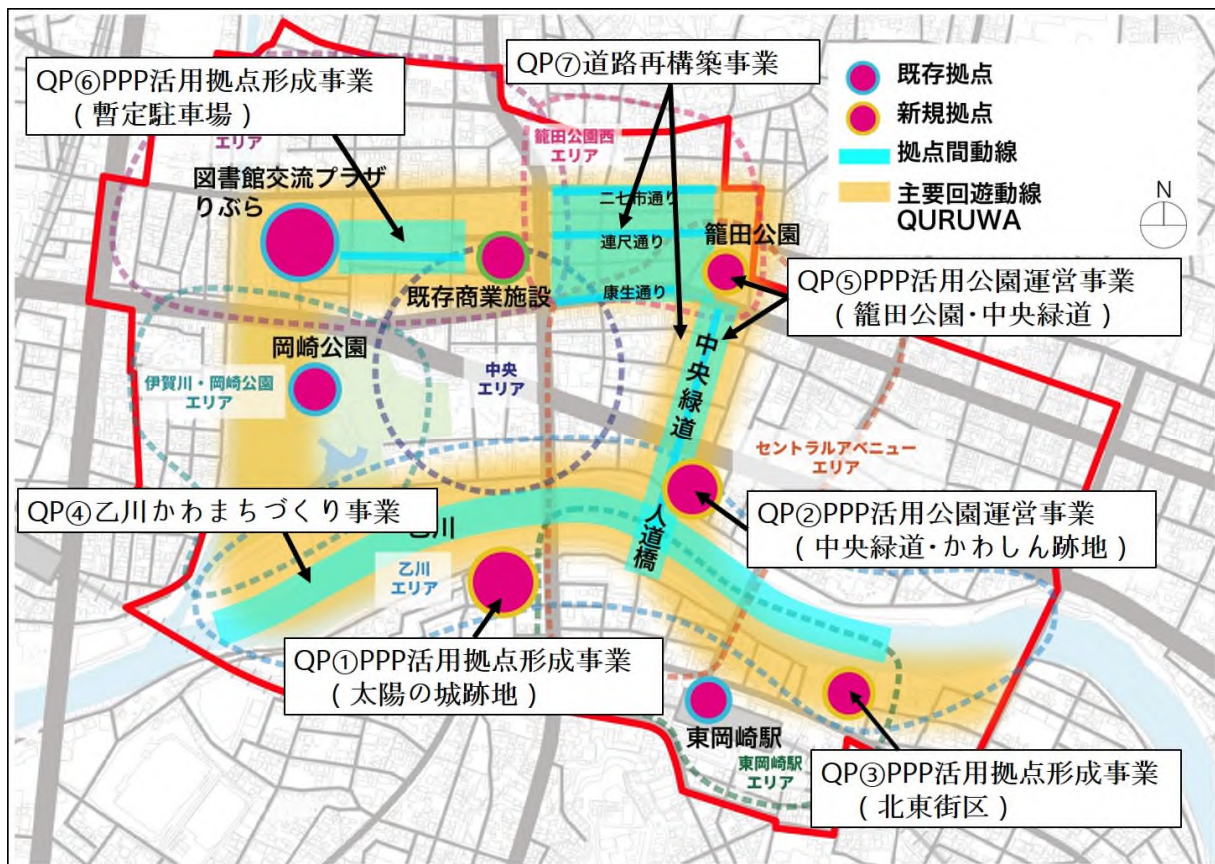 QP⑥PPP活用拠点形成事業
( 暫定駐車場 )
エリア
図書館交流プラザ
りぶら
QP⑦道路再構築事業
籠田公園西
エリア
二七市通り
連尺通り
康生通り
籠田公園
既存商業施設
既存拠点
新規拠点
拠点間動線
主要回遊動線
QURUWA
N
QP⑤PPP活用公園運営事業
( 籠田公園・中央緑道 )
岡崎公園
伊賀川・岡崎公園
エリア
中央
エリア
中央緑道
セントラルアベニュー
エリア
QP④乙川かわまちづくり事業
乙川
乙川
エリア
人道橋
QP②PPP活用公園運営事業
( 中央緑道・かわしん跡地 )
QP①PPP活用拠点形成事業
( 太陽の城跡地 )
東岡崎駅
東岡崎駅
エリア
QP③PPP活用拠点形成事業
( 北東街区 )